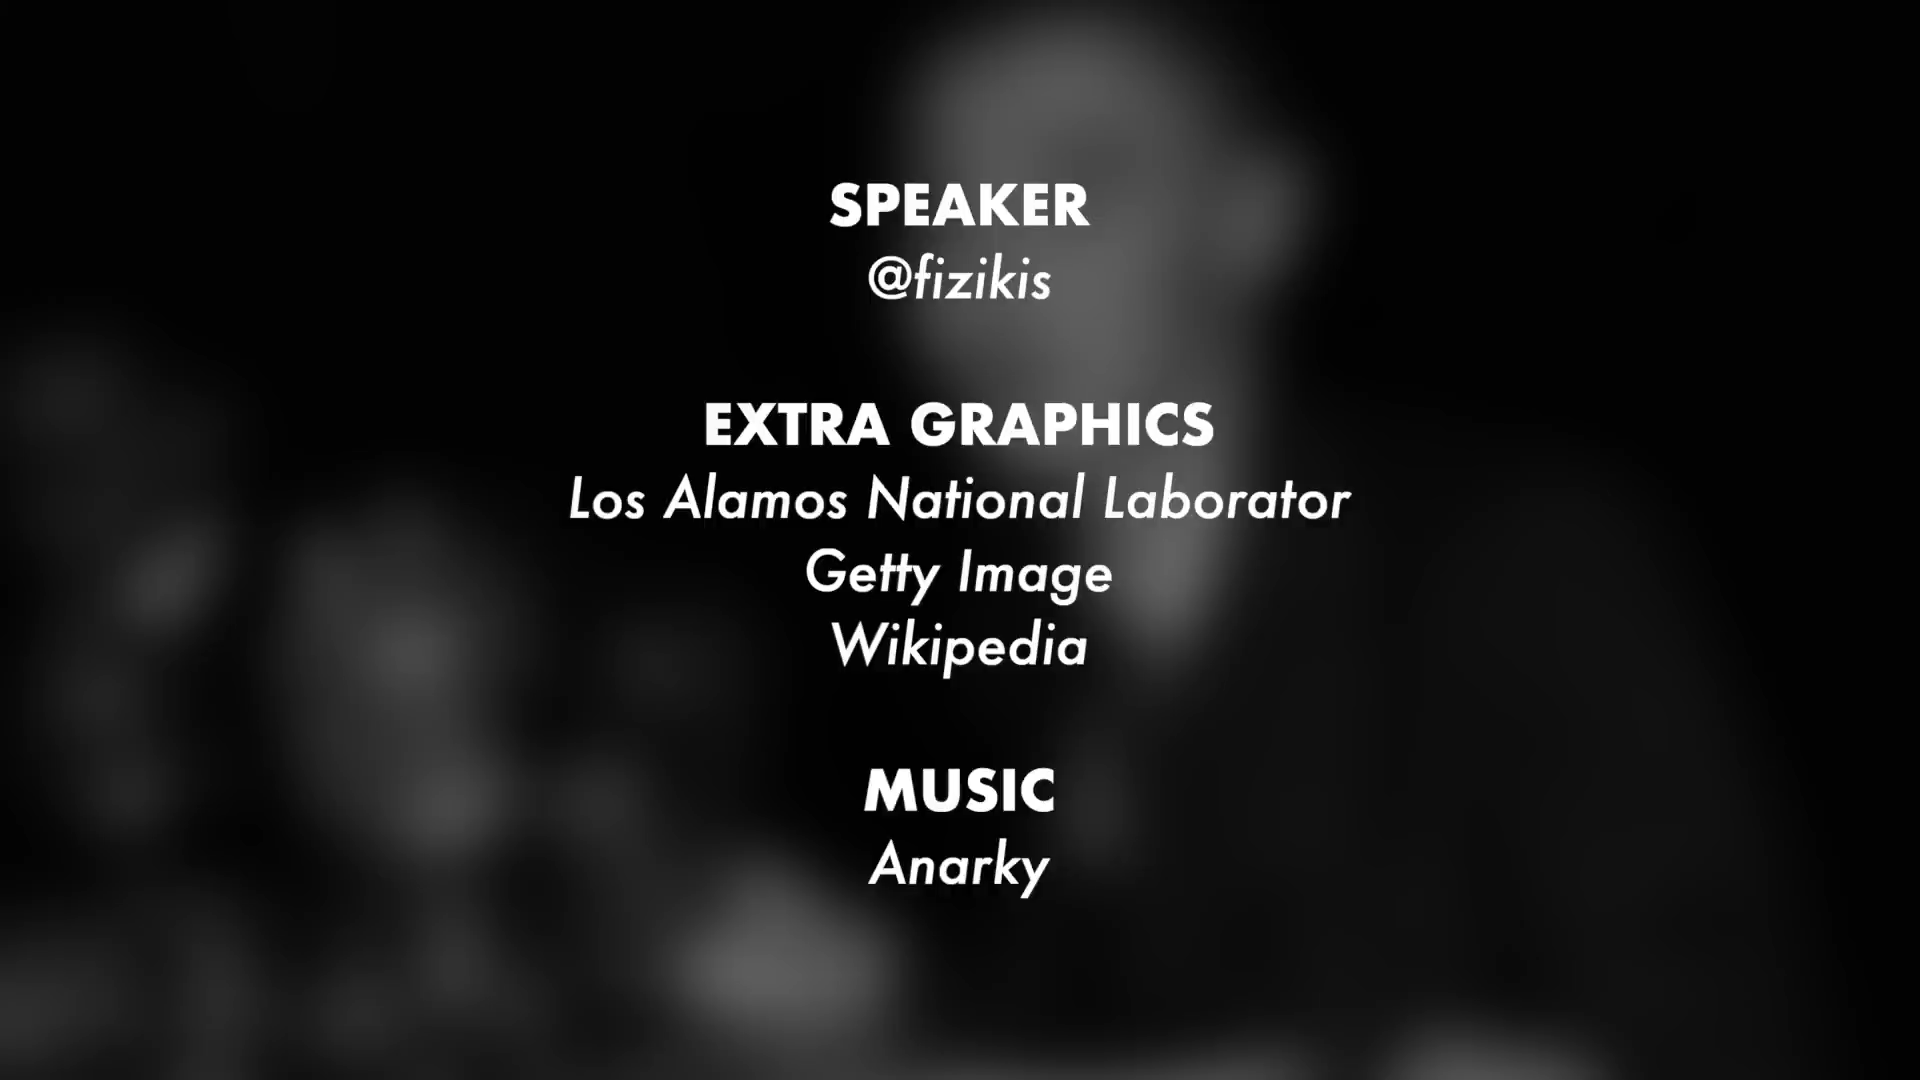 SPEAKER
@fizikis
EXTRA GRAPHICS
Los Alamos National Laborator
Getty Image
Wikipedia
MUSIC
Anarky